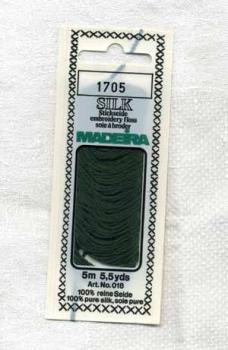 1705
SILK
Stickseide
embroidery floss
soie à broder
MADEIRA
5m 5,5yds
Art. No. 018
100% reine Seide
100% pure silk, soie pure